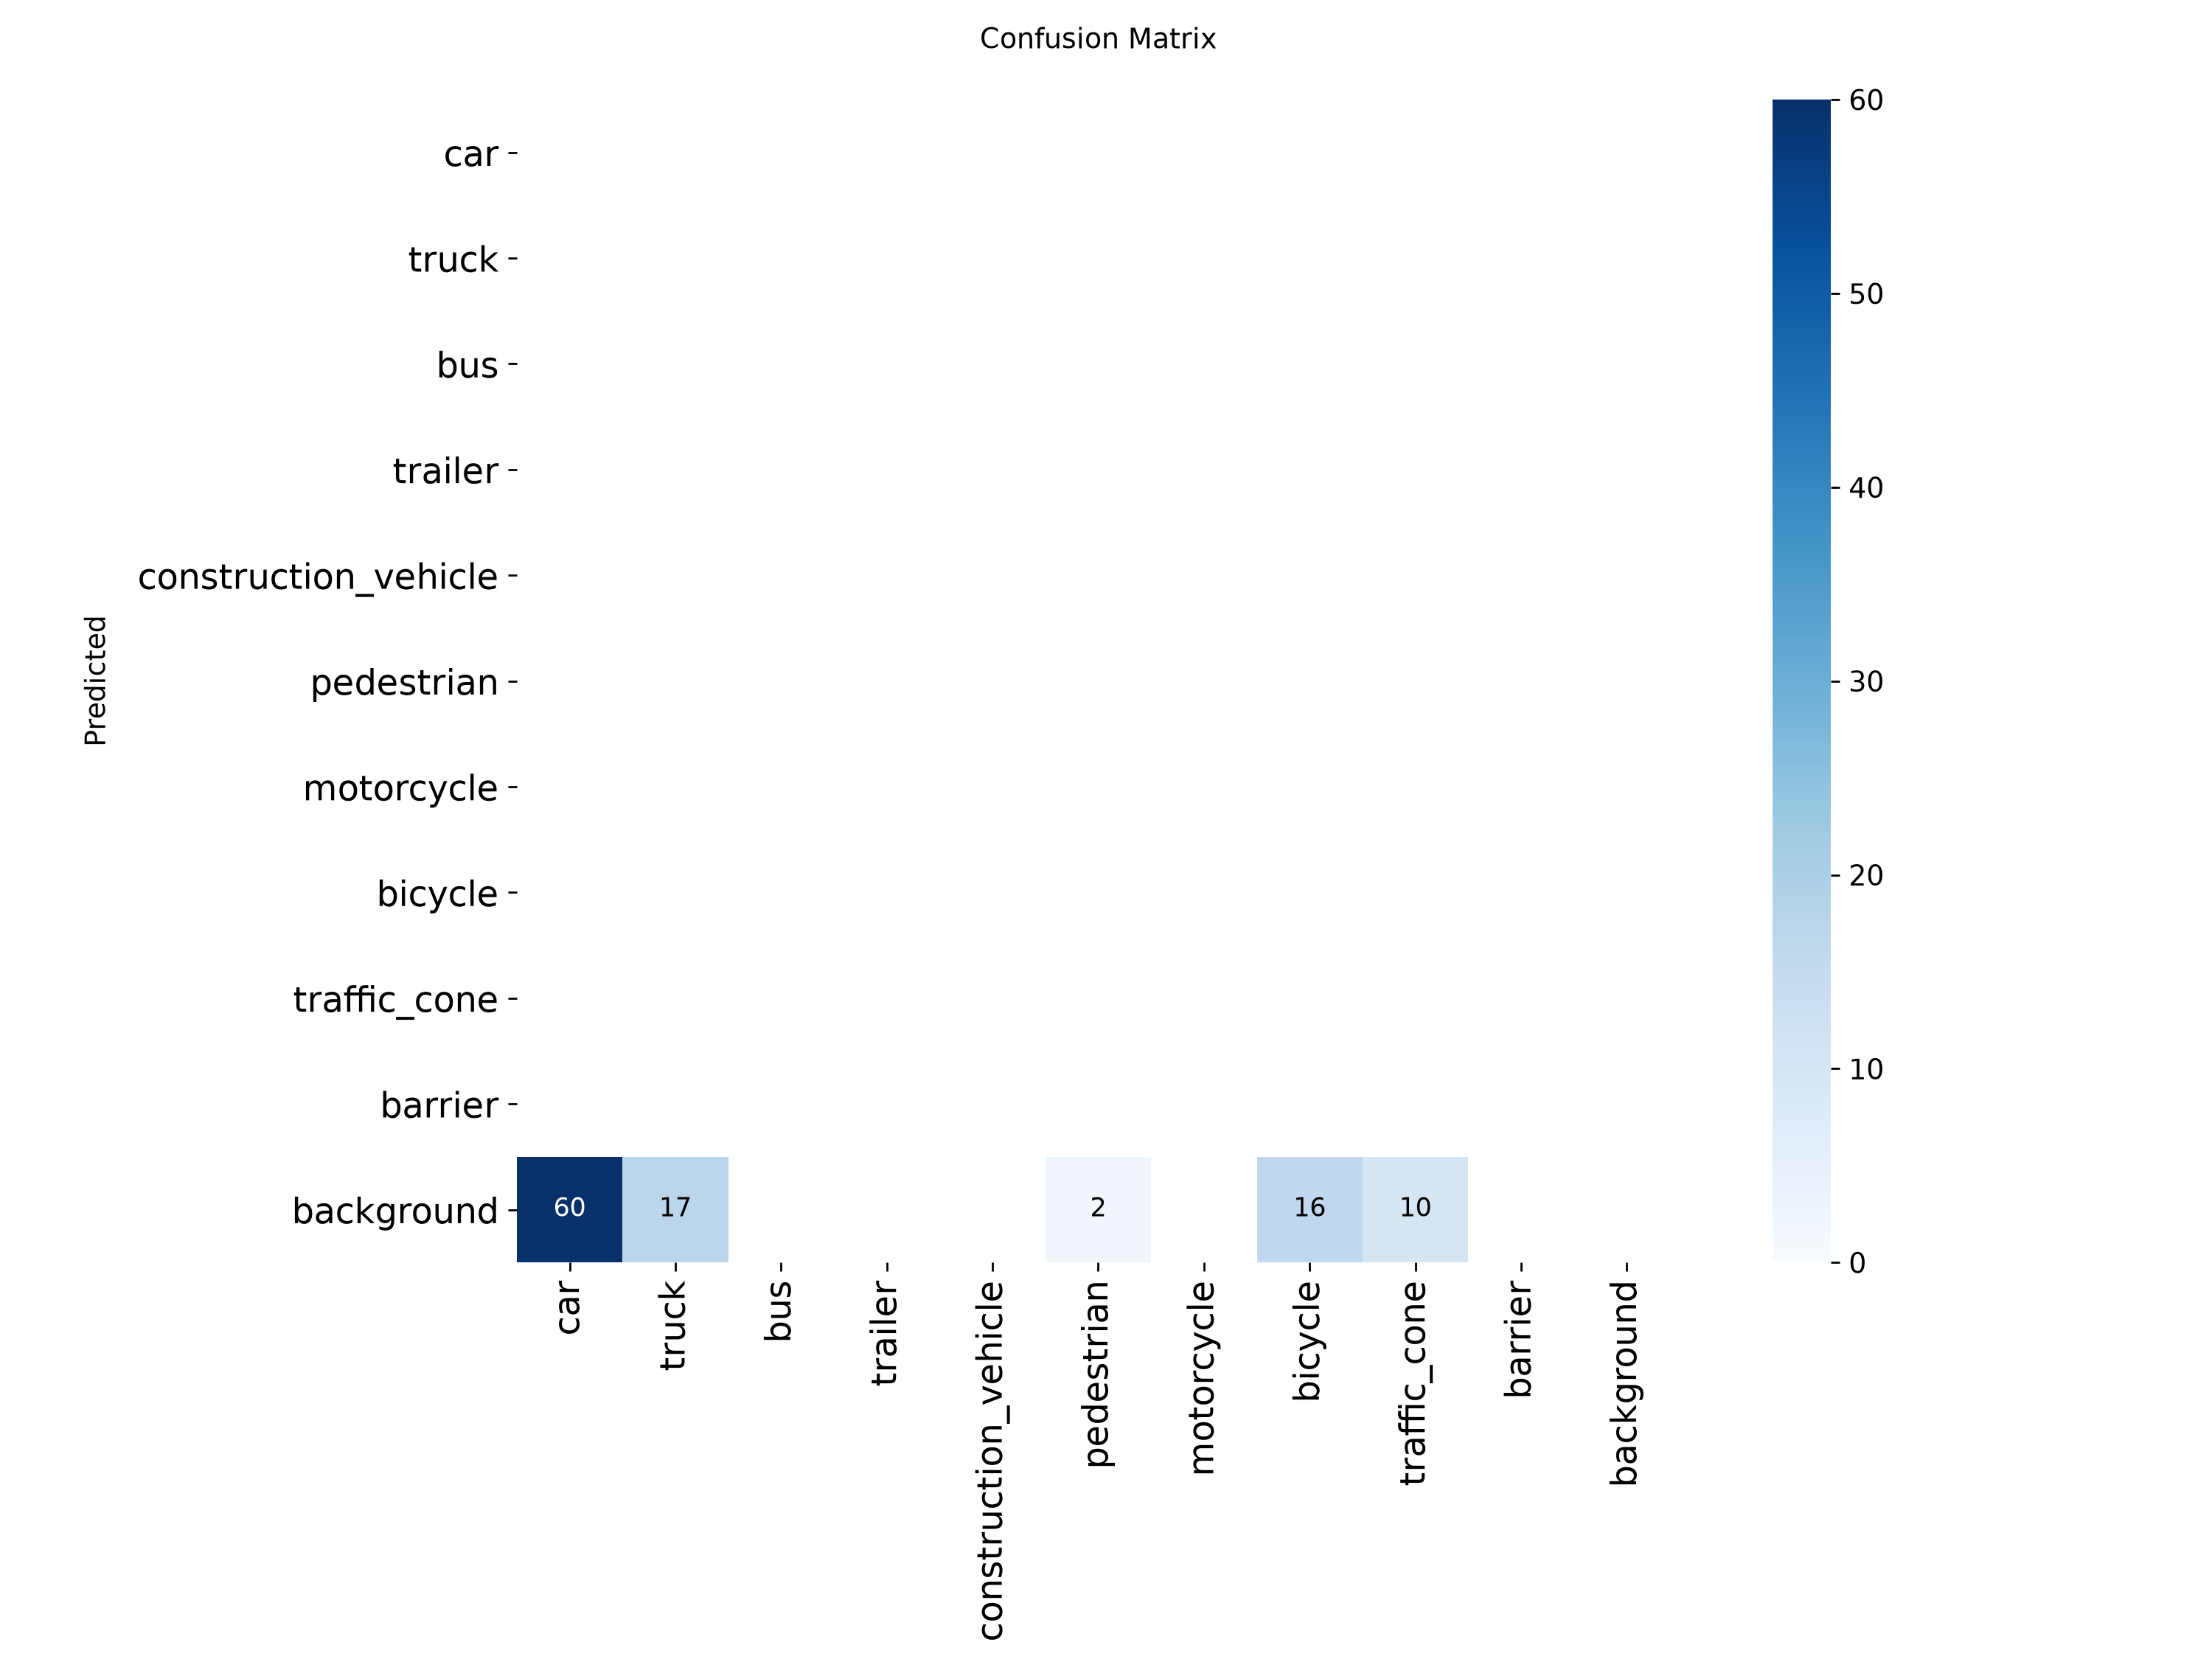 Confusion Matrix
Predicted
car
truck
bus
trailer
construction_vehicle
pedestrian
motorcycle
bicycle
traffic_cone
barrier
background
60 17 2 16 10
car truck bus trailer construction_vehicle pedestrian motorcycle bicycle traffic_cone barrier background
60
50
40
30
20
10
0